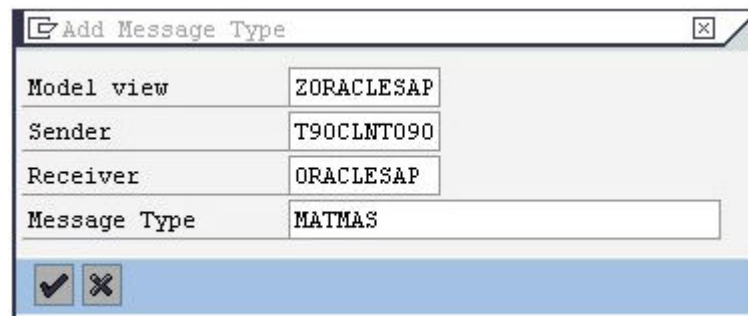 Add Message Type
Model view ZORACLESAP
Sender T90CLNT090
Receiver ORACLESAP
Message Type MATMAS